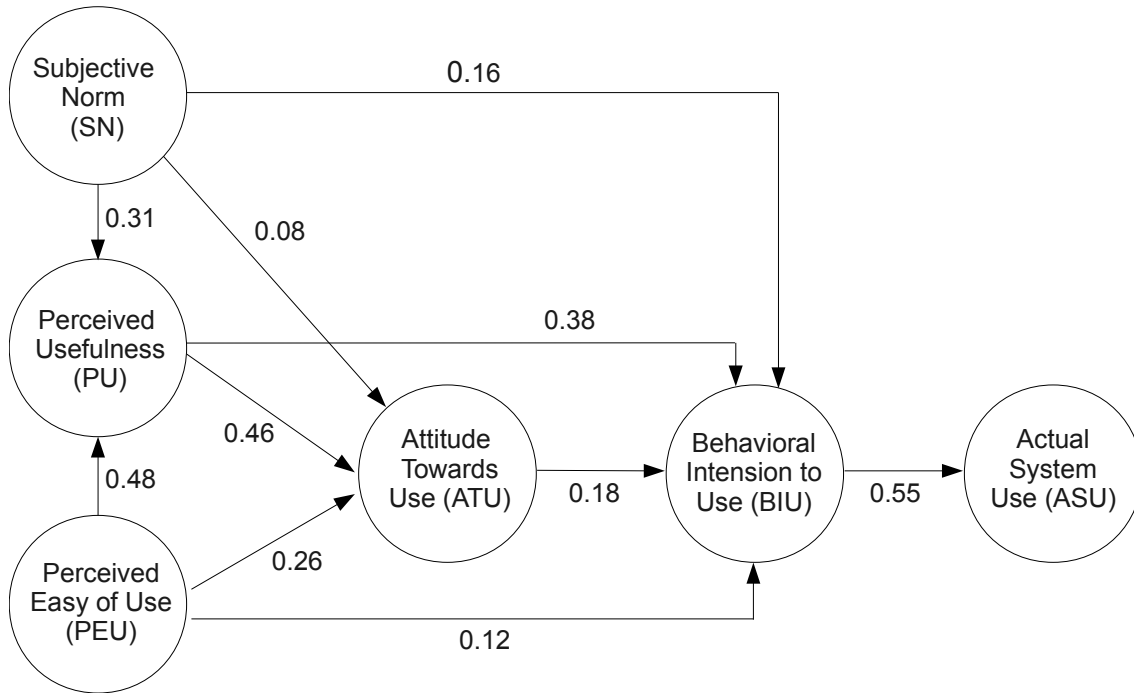 Subjective
Norm
(SN)
0.16
0.31
0.08
Perceived
Usefulness
(PU)
0.38
0.46
Attitude
Towards
Use (ATU)
Behavioral
Intension to
Use (BIU)
Actual
System
Use (ASU)
0.48
0.18
0.55
Perceived
Easy of Use
(PEU)
0.26
0.12